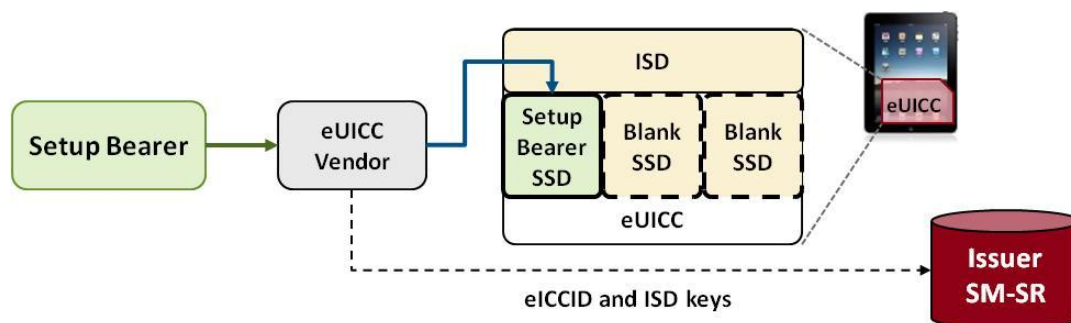 Setup Bearer
eUICC
Vendor
ISD
Setup
Bearer
SSD
Blank
SSD
Blank
SSD
eUICC
eUICC
Issuer
SM-SR
eICCID and ISD keys